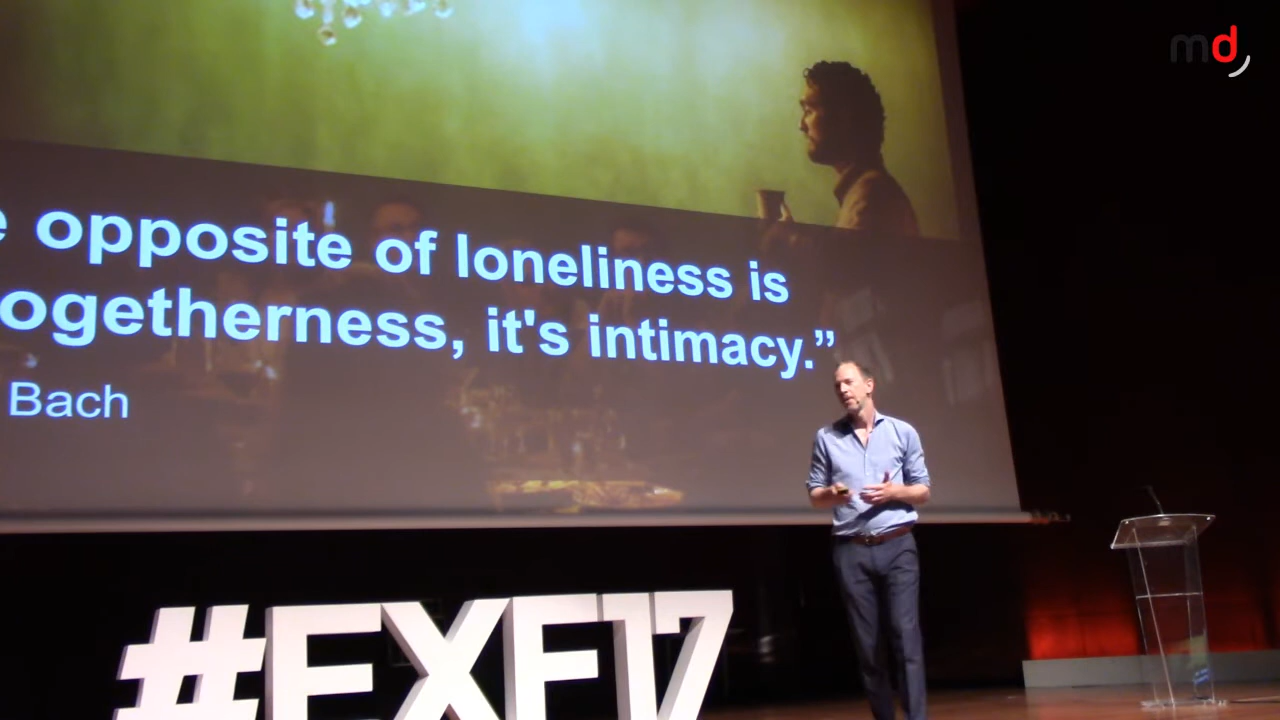 md
e opposite of loneliness is
ogetherness, it's intimacy.”
Bach
#EXF17